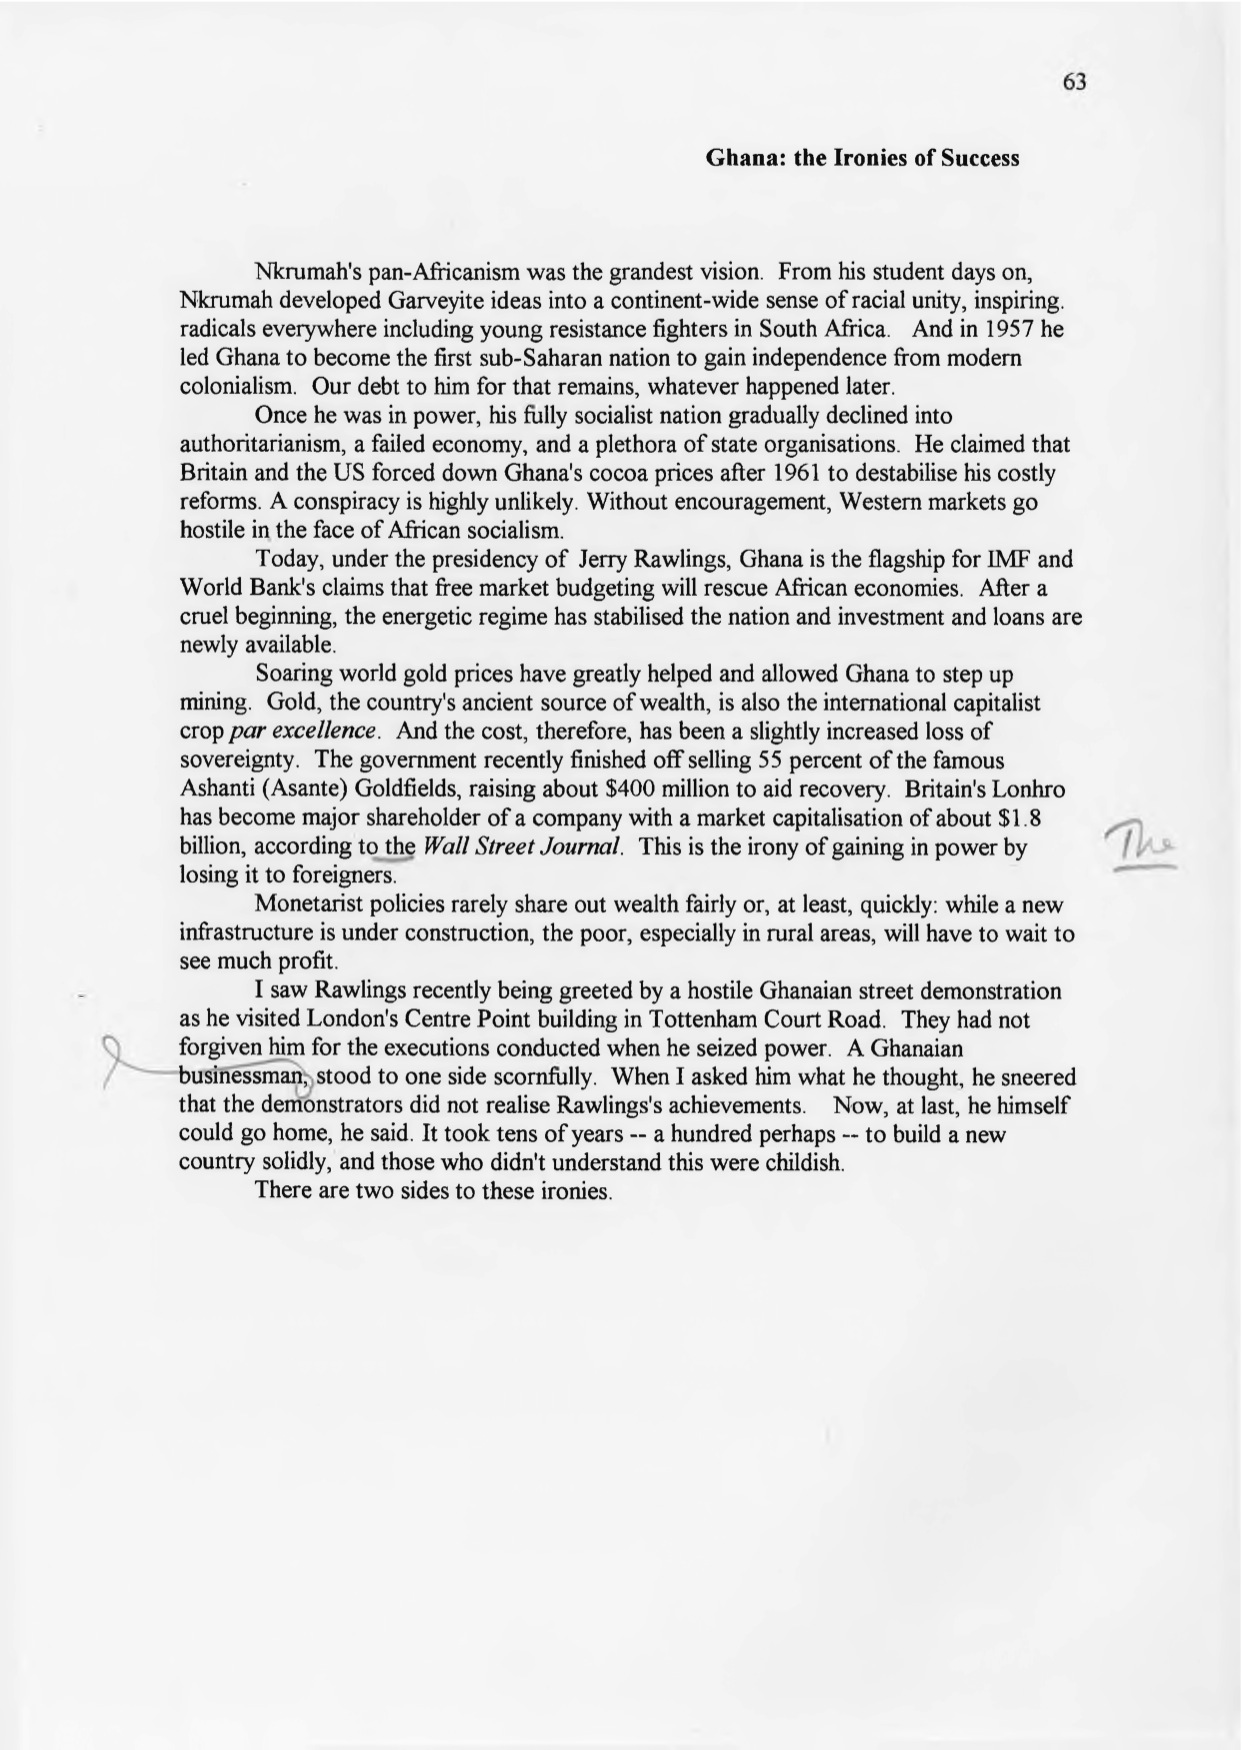 63
Ghana: the Ironies of Success
Nkrumah's pan-Africanism was the grandest vision. From his student days on,
Nkrumah developed Garveyite ideas into a continent-wide sense of racial unity, inspiring.
radicals everywhere including young resistance fighters in South Africa. And in 1957 he
led Ghana to become the first sub-Saharan nation to gain independence from modern
colonialism. Our debt to him for that remains, whatever happened later.
Once he was in power, his fully socialist nation gradually declined into
authoritarianism, a failed economy, and a plethora of state organisations. He claimed that
Britain and the US forced down Ghana's cocoa prices after 1961 to destabilise his costly
reforms. A conspiracy is highly unlikely. Without encouragement, Western markets go
hostile in the face of African socialism.
Today, under the presidency of Jerry Rawlings, Ghana is the flagship for IMF and
World Bank's claims that free market budgeting will rescue African economies. After a
cruel beginning, the energetic regime has stabilised the nation and investment and loans are
newly available.
Soaring world gold prices have greatly helped and allowed Ghana to step up
mining. Gold, the country's ancient source of wealth, is also the international capitalist
crop par excellence. And the cost, therefore, has been a slightly increased loss of
sovereignty. The government recently finished off selling 55 percent of the famous
Ashanti (Asante) Goldfields, raising about $400 million to aid recovery. Britain's Lonhro
has become major shareholder of a company with a market capitalisation of about $1.8
billion, according to the Wall Street Journal. This is the irony of gaining in power by
The
losing it to foreigners.
Monetarist policies rarely share out wealth fairly or, at least, quickly: while a new
infrastructure is under construction, the poor, especially in rural areas, will have to wait to
see much profit.
I saw Rawlings recently being greeted by a hostile Ghanaian street demonstration
as he visited London's Centre Point building in Tottenham Court Road. They had not
forgiven him for the executions conducted when he seized power. A Ghanaian
businessman, stood to one side scornfully. When I asked him what he thought, he sneered
that the demonstrators did not realise Rawlings's achievements. Now, at last, he himself
could go home, he said. It took tens of years -- a hundred perhaps -- to build a new
country solidly, and those who didn't understand this were childish.
There are two sides to these ironies.